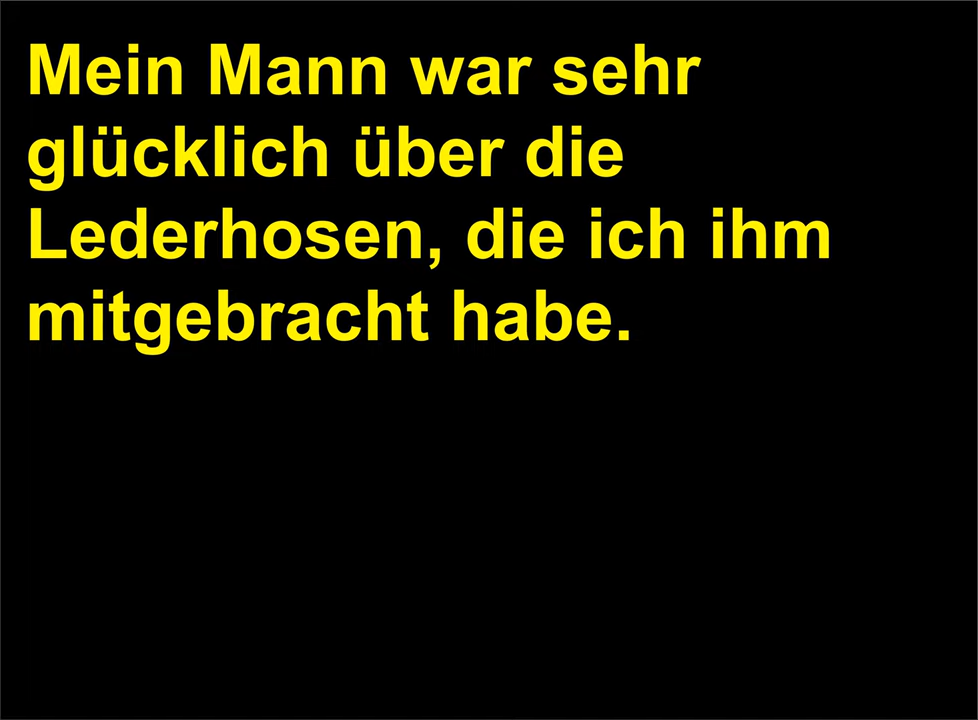 Mein Mann war sehr
glücklich über die
Lederhosen, die ich ihm
mitgebracht habe.